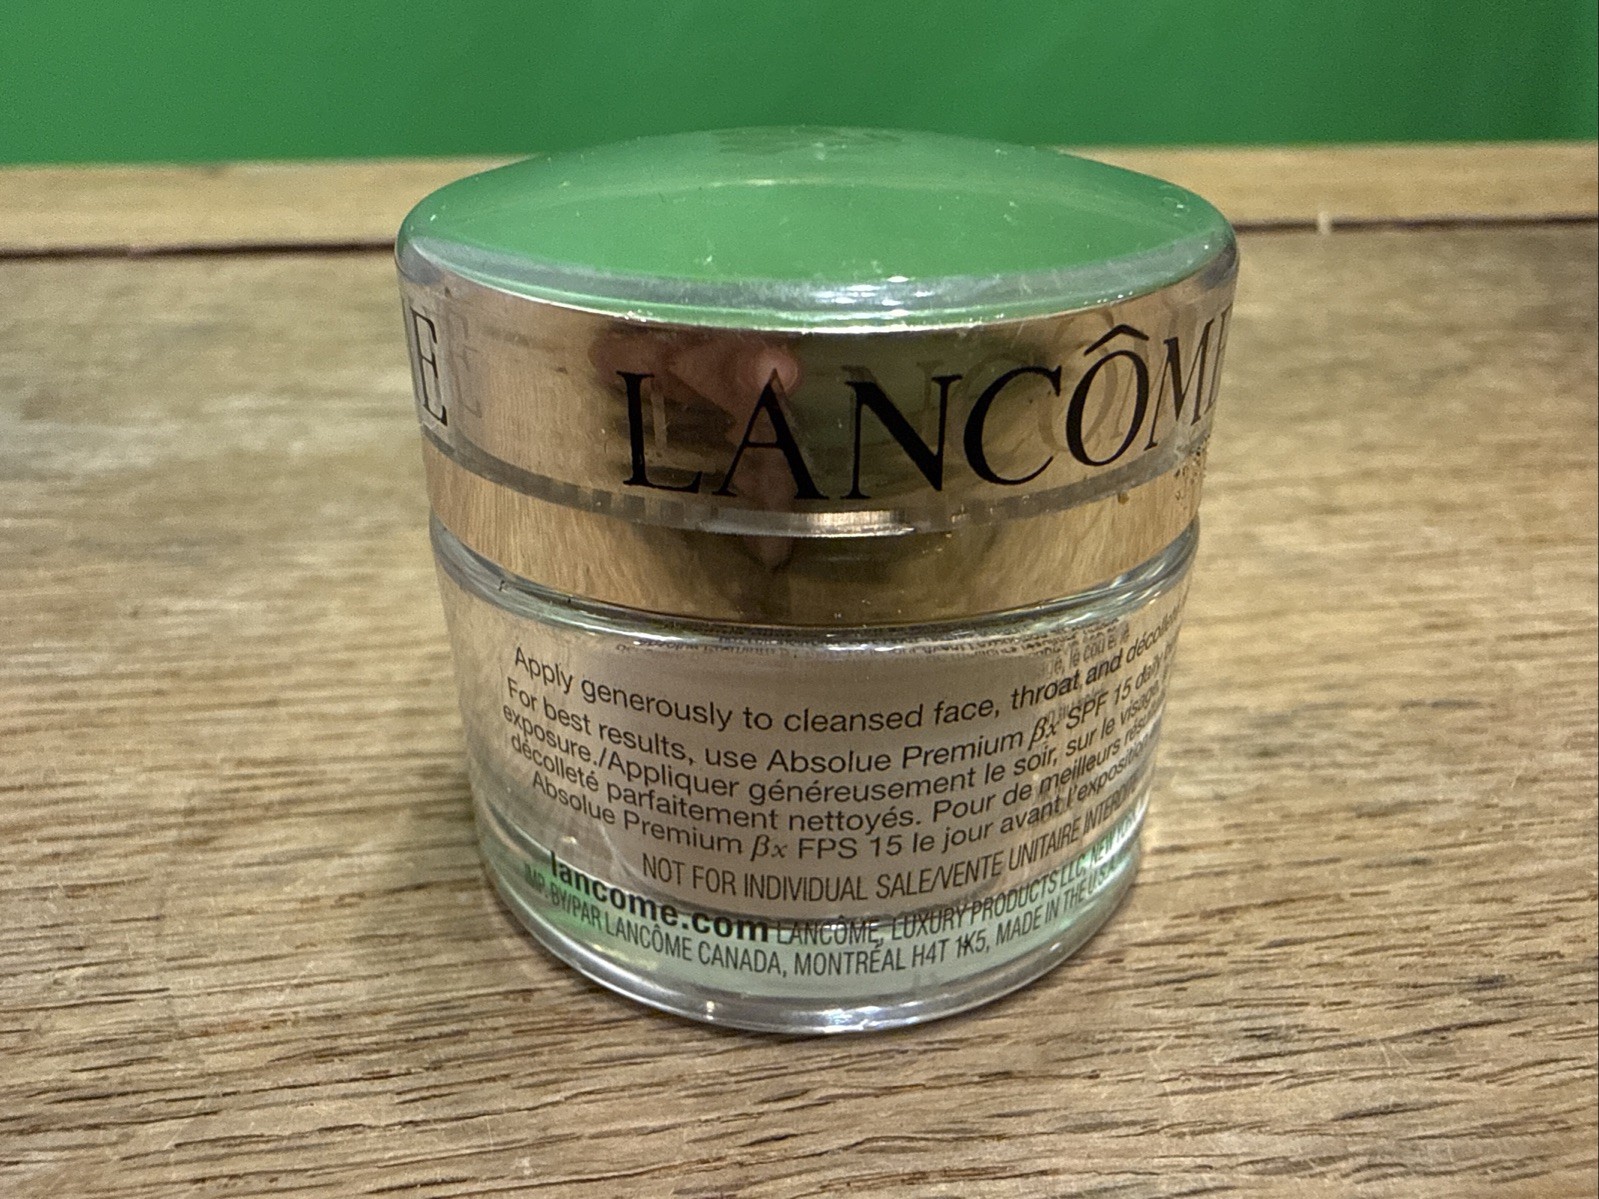 E LANCÔM
Apply generously to cleansed face, throat and décolleté
For best results, use Absolue Premium βx SPF 15 daily
exposure./Appliquer généreusement le soir, sur le visage,
décolleté parfaitement nettoyés. Pour de meilleurs
Absolue Premium βx FPS 15 le jour avant l'exposition
NOT FOR INDIVIDUAL SALE/VENTE UNITAIRE INTERDITE
lancome.com LANCÔME, LUXURY PRODUCTS LLC, NEW YORK
IMP. BY/PAR LANCÔME CANADA, MONTRÉAL H4T 1K5, MADE IN THE U.S.A.